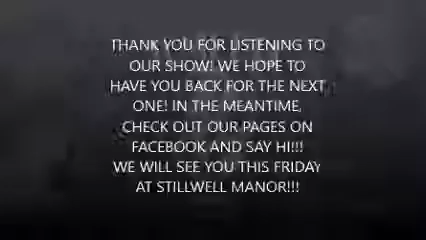 THANK YOU FOR LISTENING TO
OUR SHOW! WE HOPE TO
HAVE YOU BACK FOR THE NEXT
ONE! IN THE MEANTIME,
CHECK OUT OUR PAGES ON
FACEBOOK AND SAY HI!!!
WE WILL SEE YOU THIS FRIDAY
AT STILLWELL MANOR!!!